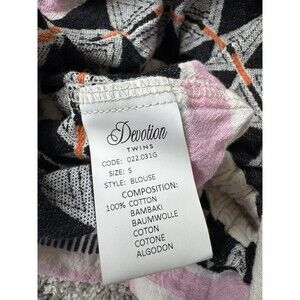 Devotion
TWINS
CODE: 022.031G
SIZE: S
STYLE: BLOUSE
COMPOSITION:
100% COTTON
BAMBAKI
BAUMWOLLE
COTON
COTONE
ALGODON